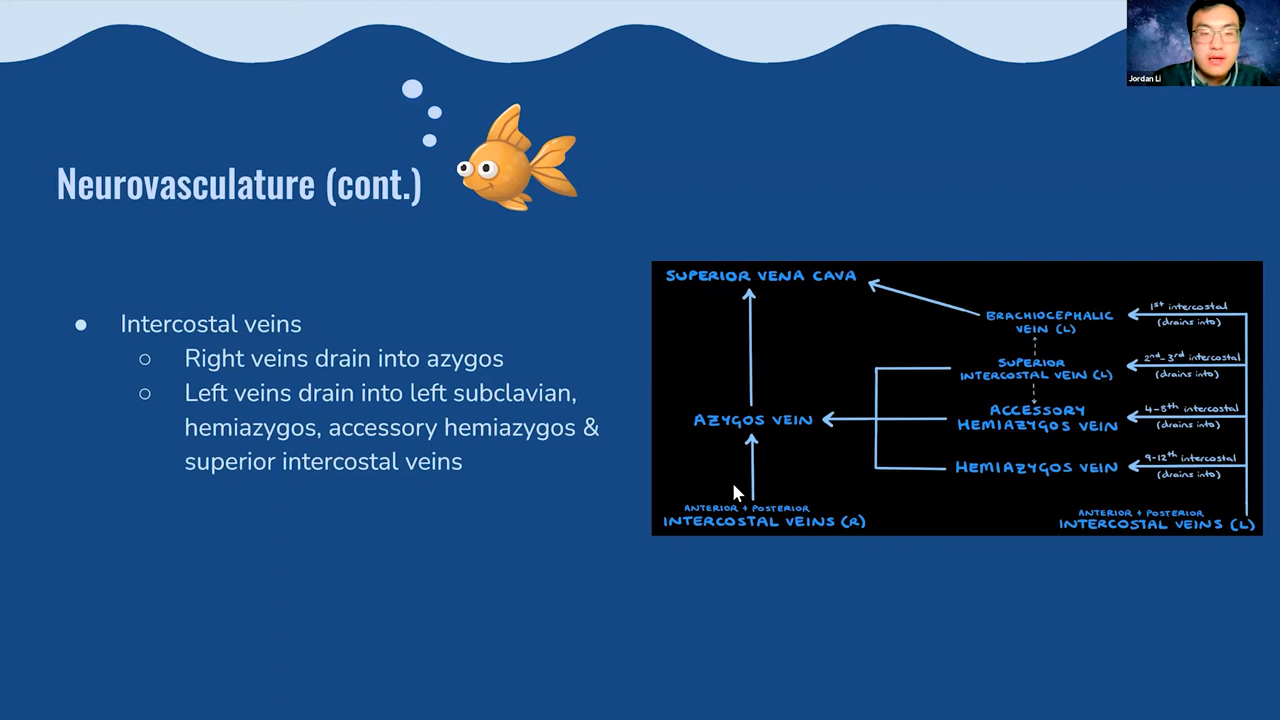 Jordan Li
Neurovasculature (cont.)
● Intercostal veins
○ Right veins drain into azygos
○ Left veins drain into left subclavian,
hemiazygos, accessory hemiazygos &
superior intercostal veins
SUPERIOR VENA CAVA
BRACHIOCEPHALIC
VEIN (L)
1st intercostal
(drains into)
SUPERIOR
INTERCOSTAL VEIN (L)
2nd-3rd intercostal
(drains into)
AZYGOS VEIN
ACCESSORY
HEMIAZYGOS VEIN
4-8th intercostal
(drains into)
HEMIAZYGOS VEIN
9-12th intercostal
(drains into)
ANTERIOR + POSTERIOR
INTERCOSTAL VEINS (R)
ANTERIOR + POSTERIOR
INTERCOSTAL VEINS (L)